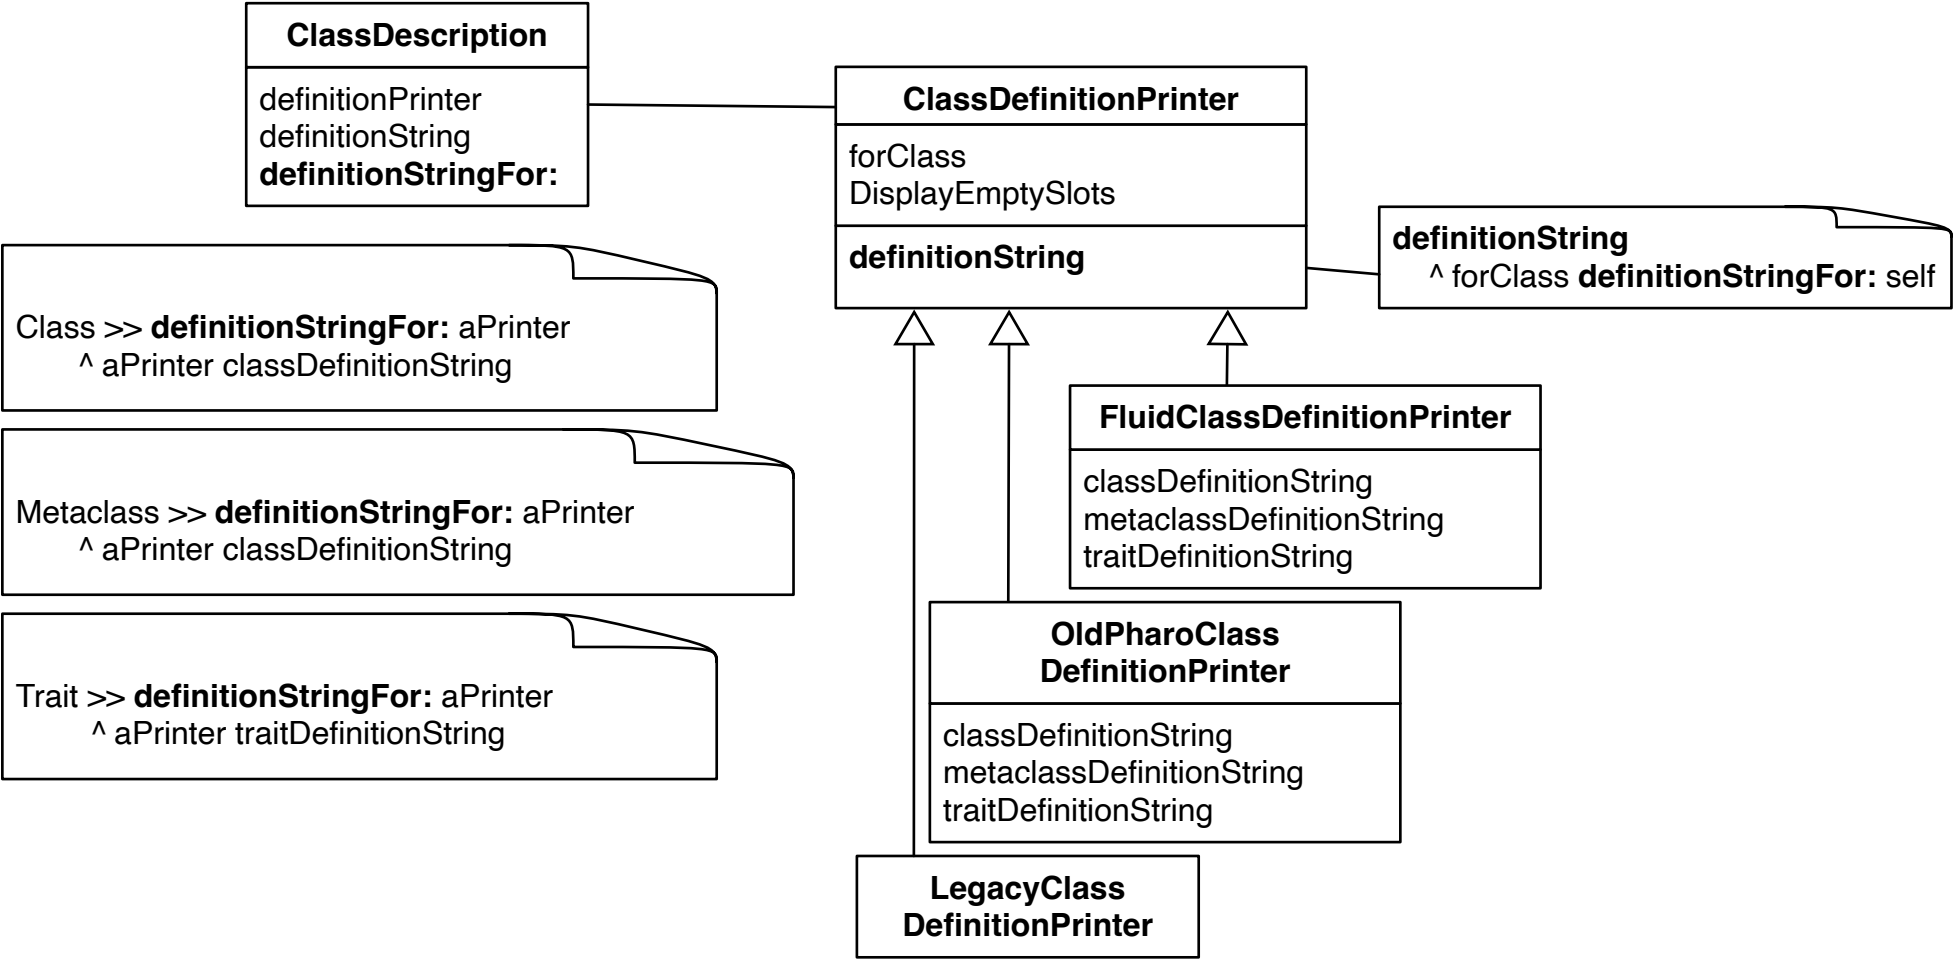 ClassDescription
definitionPrinter
definitionString
definitionStringFor:
ClassDefinitionPrinter
forClass
DisplayEmptySlots
definitionString
definitionString
^ forClass definitionStringFor: self
Class >> definitionStringFor: aPrinter
^ aPrinter classDefinitionString
Metaclass >> definitionStringFor: aPrinter
^ aPrinter classDefinitionString
Trait >> definitionStringFor: aPrinter
^ aPrinter traitDefinitionString
FluidClassDefinitionPrinter
classDefinitionString
metaclassDefinitionString
traitDefinitionString
OldPharoClass
DefinitionPrinter
classDefinitionString
metaclassDefinitionString
traitDefinitionString
LegacyClass
DefinitionPrinter